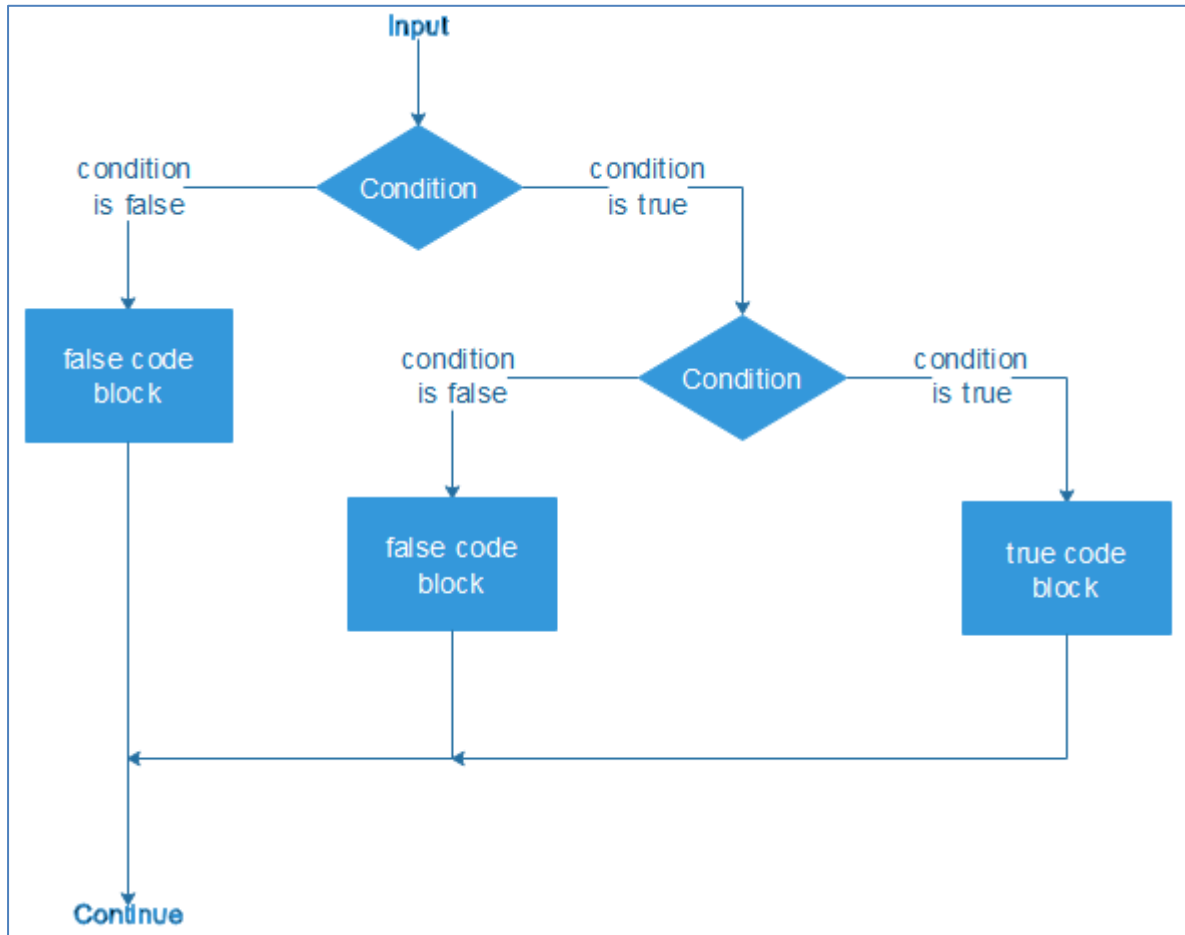 Input
condition
is false
Condition
condition
is true
false code
block
condition
is false
Condition
condition
is true
false code
block
true code
block
Continue